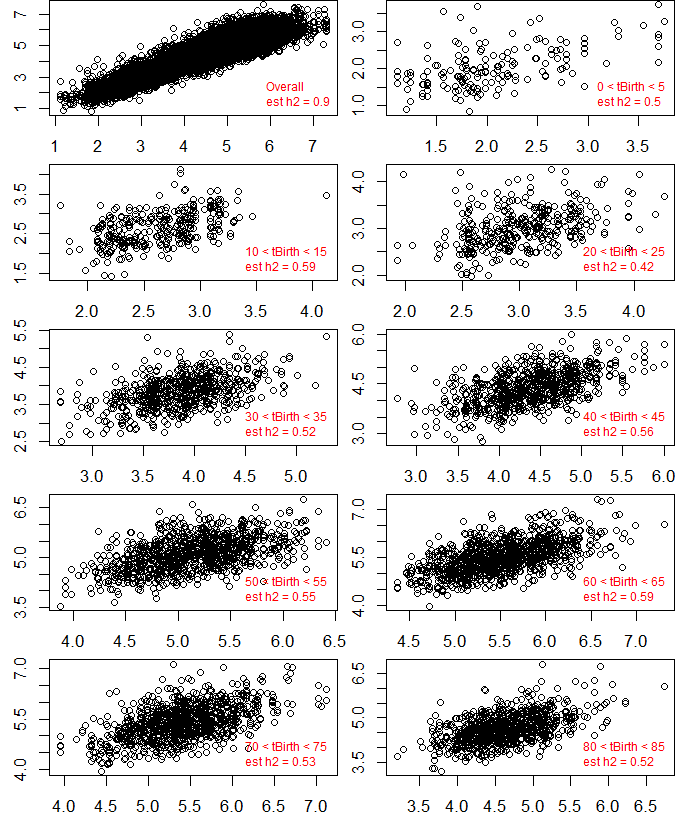 1 3 5 7
Overall
est h2 = 0.9
1 2 3 4 5 6 7
1.0 2.0 3.0
0 < tBirth < 5
est h2 = 0.5
1.5 2.0 2.5 3.0 3.5
1.5 2.5 3.5
10 < tBirth < 15
est h2 = 0.59
2.0 2.5 3.0 3.5 4.0
2.0 3.0 4.0
20 < tBirth < 25
est h2 = 0.42
2.0 2.5 3.0 3.5 4.0
2.5 3.5 4.5 5.5
30 < tBirth < 35
est h2 = 0.52
3.0 3.5 4.0 4.5 5.0
3.0 4.5 6.0
40 < tBirth < 45
est h2 = 0.56
3.0 3.5 4.0 4.5 5.0 5.5 6.0
3.5 5.0 6.5
50 < tBirth < 55
est h2 = 0.55
4.0 4.5 5.0 5.5 6.0 6.5
4.0 5.5 7.0
60 < tBirth < 65
est h2 = 0.59
4.5 5.0 5.5 6.0 6.5 7.0
4.0 5.5 7.0
70 < tBirth < 75
est h2 = 0.53
4.0 4.5 5.0 5.5 6.0 6.5 7.0
3.5 5.0 6.5
80 < tBirth < 85
est h2 = 0.52
3.5 4.0 4.5 5.0 5.5 6.0 6.5